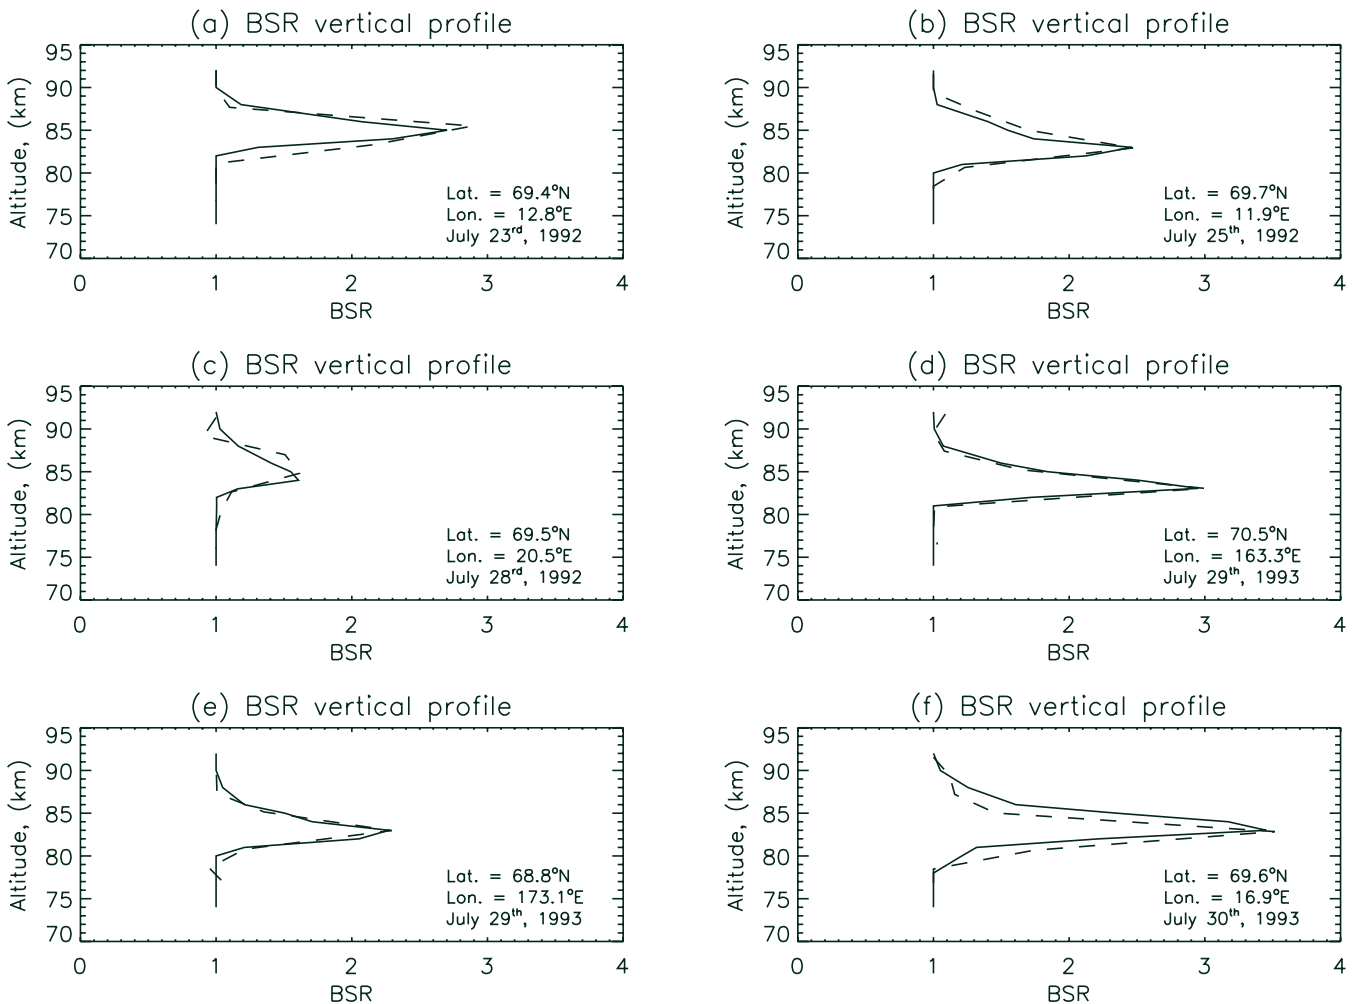 (a) BSR vertical profile
95
90
85
80
75
70
Altitude, (km)
Lat. = 69.4°N
Lon. = 12.8°E
July 23rd, 1992
0 1 2 3 4
BSR
(b) BSR vertical profile
95
90
85
80
75
70
Altitude, (km)
Lat. = 69.7°N
Lon. = 11.9°E
July 25th, 1992
0 1 2 3 4
BSR
(c) BSR vertical profile
95
90
85
80
75
70
Altitude, (km)
Lat. = 69.5°N
Lon. = 20.5°E
July 28rd, 1992
0 1 2 3 4
BSR
(d) BSR vertical profile
95
90
85
80
75
70
Altitude, (km)
Lat. = 70.5°N
Lon. = 163.3°E
July 29th, 1993
0 1 2 3 4
BSR
(e) BSR vertical profile
95
90
85
80
75
70
Altitude, (km)
Lat. = 68.8°N
Lon. = 173.1°E
July 29th, 1993
0 1 2 3 4
BSR
(f) BSR vertical profile
95
90
85
80
75
70
Altitude, (km)
Lat. = 69.6°N
Lon. = 16.9°E
July 30th, 1993
0 1 2 3 4
BSR